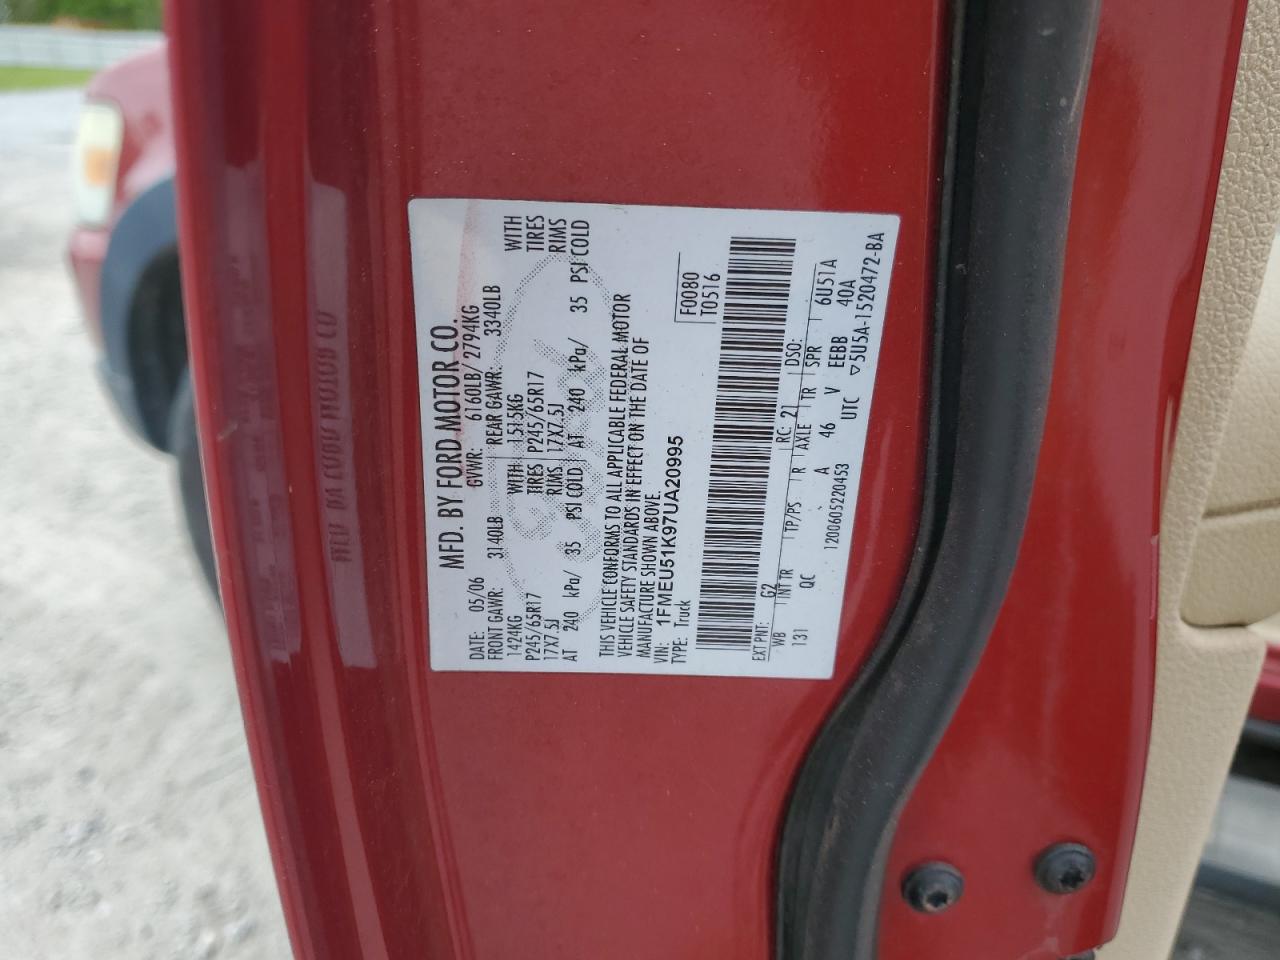 MFD. BY FORD MOTOR CO.
DATE: 05/06 GVWR: 6160LB/ 2794KG
FRONT GAWR: 3140LB REAR GAWR: 3340LB
1424KG WITH 1515KG WITH
P245/65R17 TIRES P245/65R17 TIRES
17X7.5J RIMS 17X7.5J RIMS
AT 240 kPa/ 35 PSI COLD AT 240 kPa/ 35 PSI COLD
THIS VEHICLE CONFORMS TO ALL APPLICABLE FEDERAL MOTOR
VEHICLE SAFETY STANDARDS IN EFFECT ON THE DATE OF
MANUFACTURE SHOWN ABOVE.
VIN: 1FMEU51K97UA20995
TYPE: Truck
F0080
T0516
EXT PNT: G2 RC: 21 DSO:
WB INT TR TP/PS R AXLE TR SPR 6U51A
131 QC A 46 V EEBB 40A
1200605220453 UTC ▽5U5A-1520472-BA